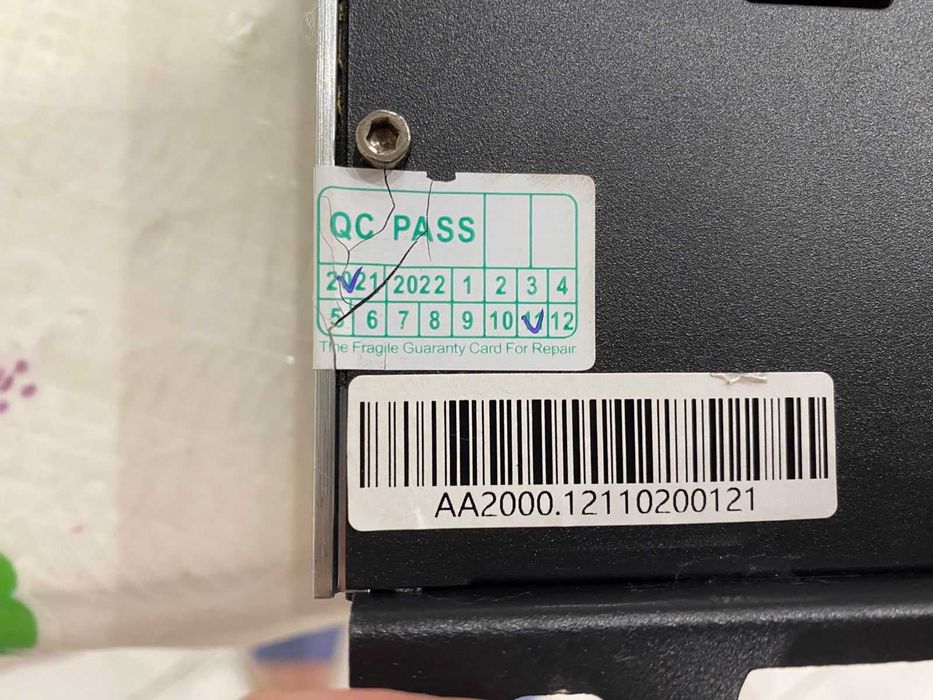 QC PASS
2021 2022 1 2 3 4
5 6 7 8 9 10 11 12
The Fragile Guaranty Card For Repair
AA2000.12110200121